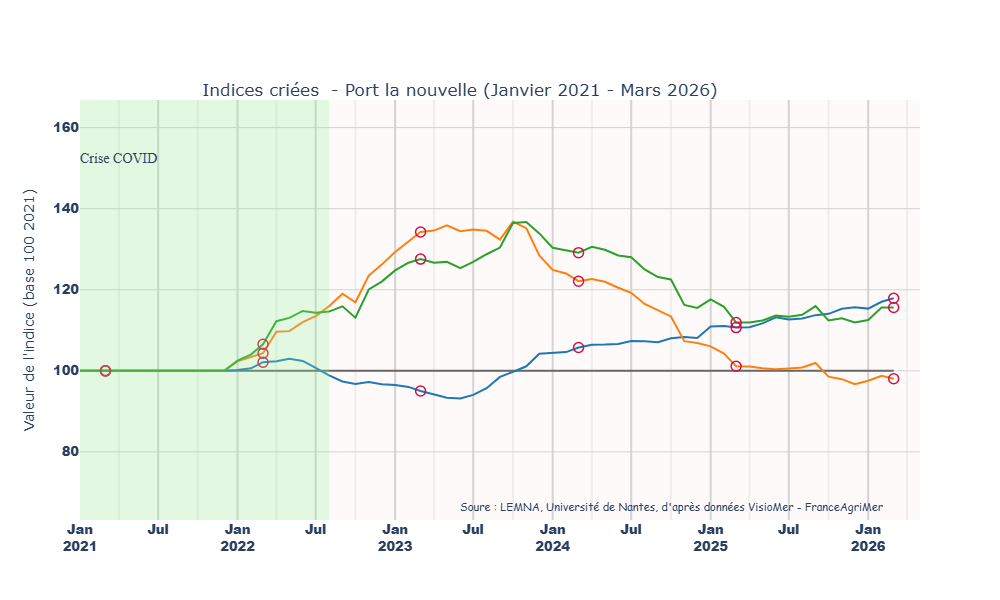 Indices criées  - Port la nouvelle (Janvier 2021 - Mars 2026)
Valeur de l'indice (base 100 2021)
160
140
120
100
80
Crise COVID
Soure : LEMNA, Université de Nantes, d'après données VisioMer - FranceAgriMer
Jan
2021
Jul
Jan
2022
Jul
Jan
2023
Jul
Jan
2024
Jul
Jan
2025
Jul
Jan
2026